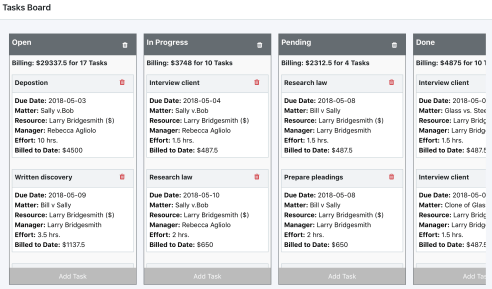 Tasks Board
Open
Billing: $29337.5 for 17 Tasks
Depostion
Due Date: 2018-05-03
Matter: Sally v.Bob
Resource: Larry Bridgesmith ($)
Manager: Rebecca Agliolo
Effort: 10 hrs.
Billed to Date: $4500
Written discovery
Due Date: 2018-05-09
Matter: Bill v Sally
Resource: Larry Bridgesmith ($)
Manager: Larry Bridgesmith
Effort: 3.5 hrs.
Billed to Date: $1137.5
Add Task
In Progress
Billing: $3748 for 10 Tasks
Interview client
Due Date: 2018-05-04
Matter: Sally v.Bob
Resource: Larry Bridgesmith ($)
Manager: Rebecca Agliolo
Effort: 1.5 hrs.
Billed to Date: $487.5
Research law
Due Date: 2018-05-10
Matter: Sally v.Bob
Resource: Larry Bridgesmith ($)
Manager: Rebecca Agliolo
Effort: 2 hrs.
Billed to Date: $650
Add Task
Pending
Billing: $2312.5 for 4 Tasks
Research law
Due Date: 2018-05-08
Matter: Bill v Sally
Resource: Larry Bridgesmith ($)
Manager: Larry Bridgesmith
Effort: 1.5 hrs.
Billed to Date: $487.5
Prepare pleadings
Due Date: 2018-05-08
Matter: Bill v Sally
Resource: Larry Bridgesmith ($)
Manager: Larry Bridgesmith
Effort: 2 hrs.
Billed to Date: $650
Add Task
Done
Billing: $4875 for 10
Interview client
Due Date: 2018-05-0
Matter: Glass vs.
Resource: Larry
Manager: Larry
Effort: 1.5 hrs.
Billed to Date: $487.5
Interview client
Due Date: 2018-05-0
Matter: Clone of
Resource: Larry
Manager: Larry
Effort: 1.5 hrs.
Billed to Date: $487.5
Add Tas